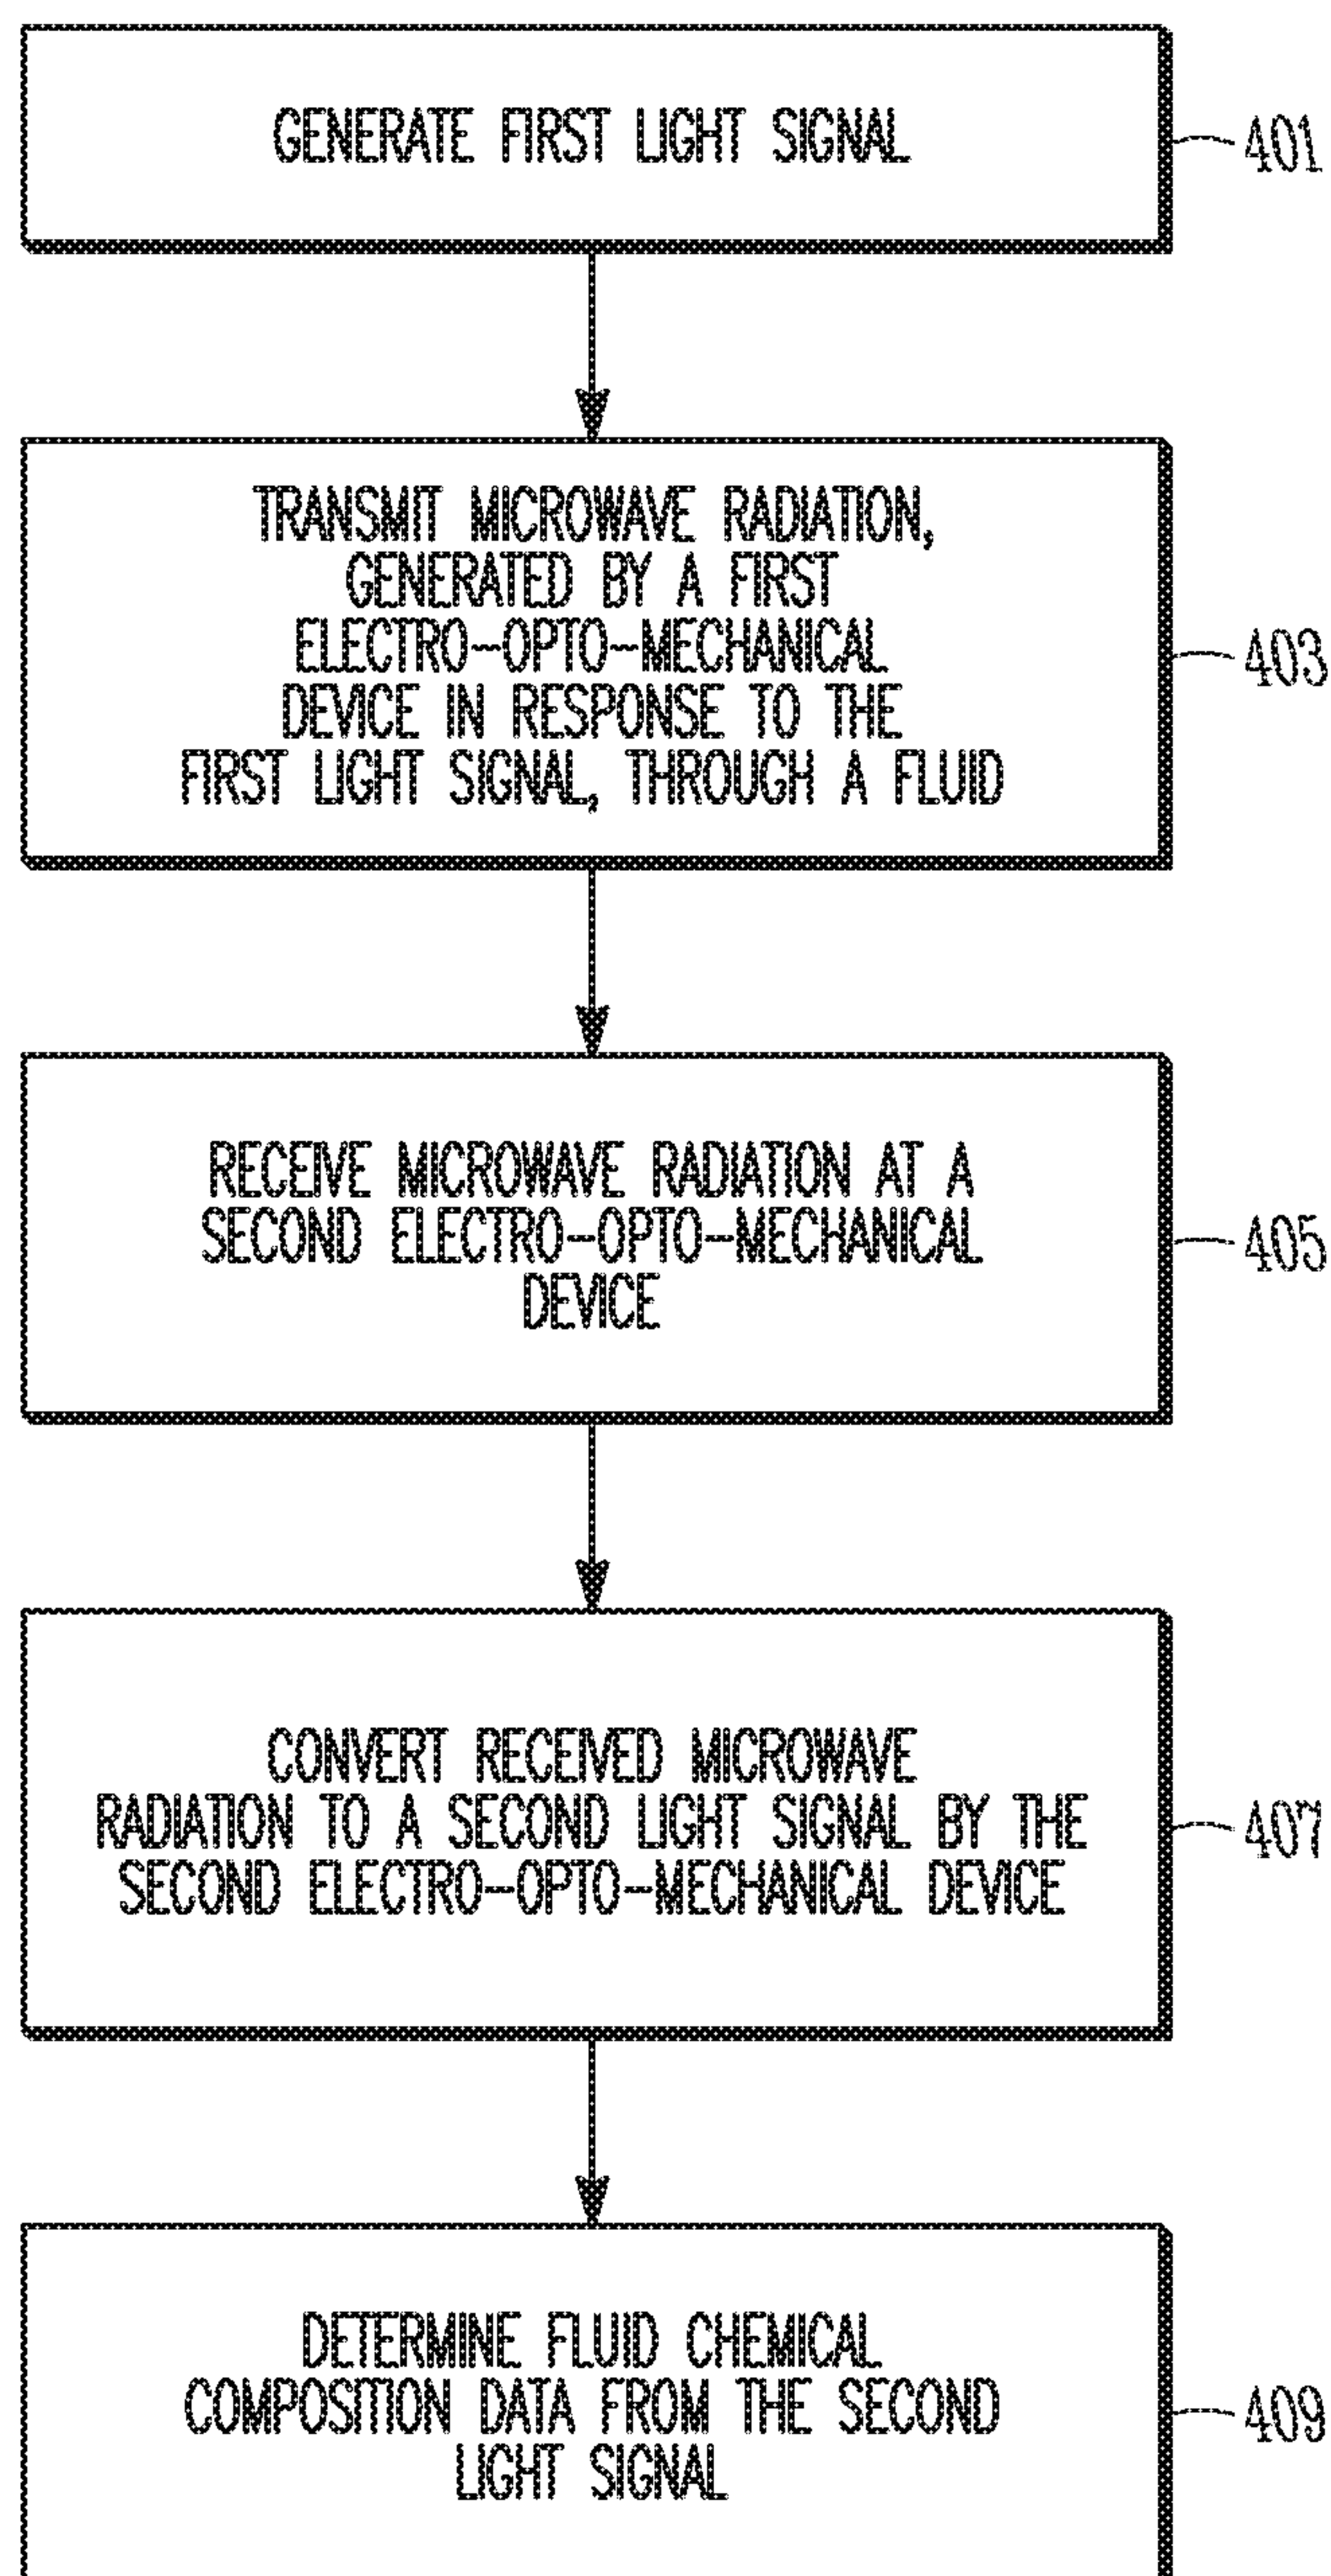 GENERATE FIRST LIGHT SIGNAL
401
TRANSMIT MICROWAVE RADIATION,
GENERATED BY A FIRST
ELECTRO-OPTO-MECHANICAL
DEVICE IN RESPONSE TO THE
FIRST LIGHT SIGNAL, THROUGH A FLUID
403
RECEIVE MICROWAVE RADIATION AT A
SECOND ELECTRO-OPTO-MECHANICAL
DEVICE
405
CONVERT RECEIVED MICROWAVE
RADIATION TO A SECOND LIGHT SIGNAL BY THE
SECOND ELECTRO-OPTO-MECHANICAL DEVICE
407
DETERMINE FLUID CHEMICAL
COMPOSITION DATA FROM THE SECOND
LIGHT SIGNAL
409